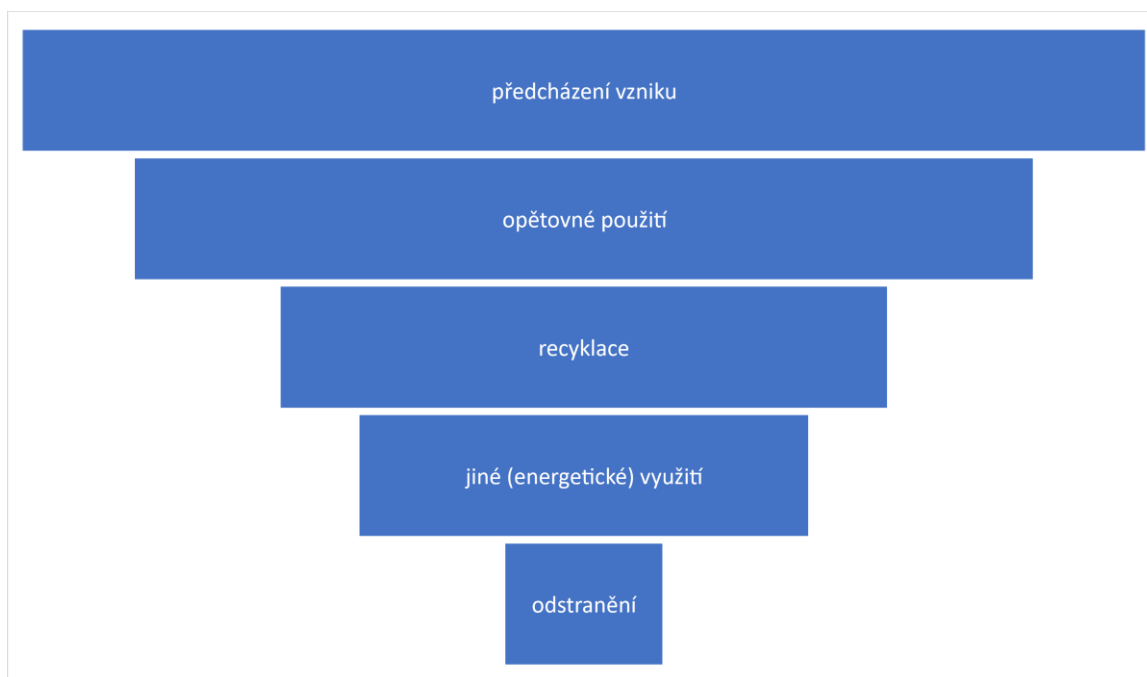 předcházení vzniku
opětovné použití
recyklace
jiné (energetické) využití
odstranění